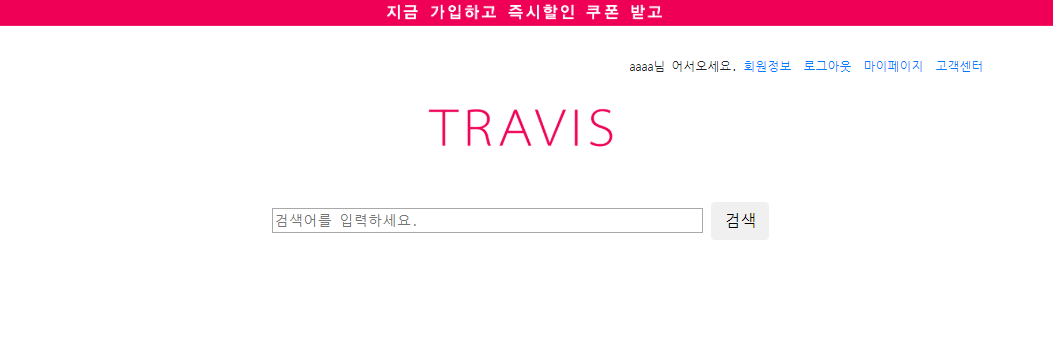 지금 가입하고 즉시할인 쿠폰 받고
aaaa님 어서오세요. 회원정보 로그아웃 마이페이지 고객센터
TRAVIS
검색어를 입력하세요. 검색